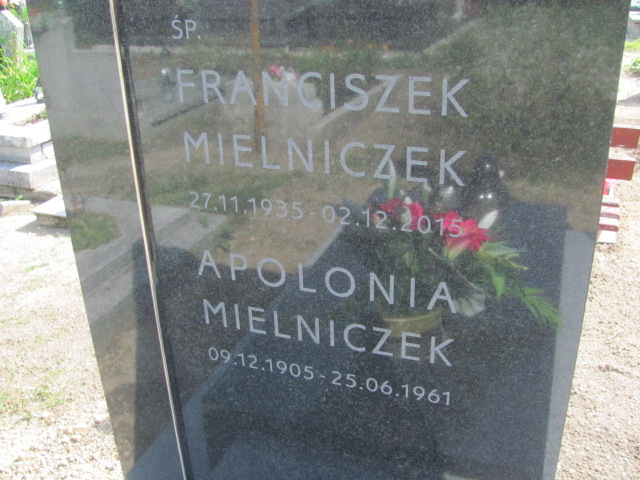 ŚP.
FRANCISZEK
MIELNICZEK
27.11.1935 - 02.12.2015
APOLONIA
MIELNICZEK
09.12.1905 - 25.06.1961